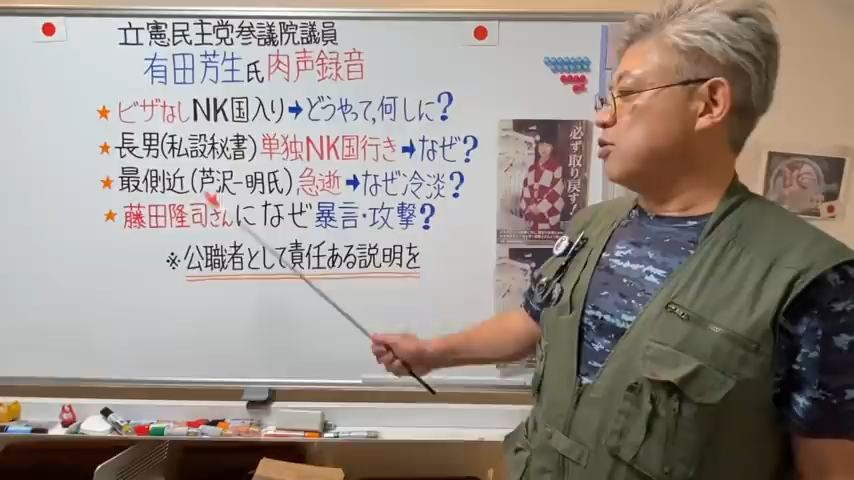 立憲民主党参議院議員
有田芳生氏肉声録音
★ビザなしNK国入り➡どうやって,何しに?
★長男(私設秘書)単独NK国行き➡なぜ?
★最側近(芦沢一明氏)急逝➡なぜ冷淡?
★藤田隆司さんになぜ暴言・攻撃?
※公職者として責任ある説明を
必ず取り戻す!